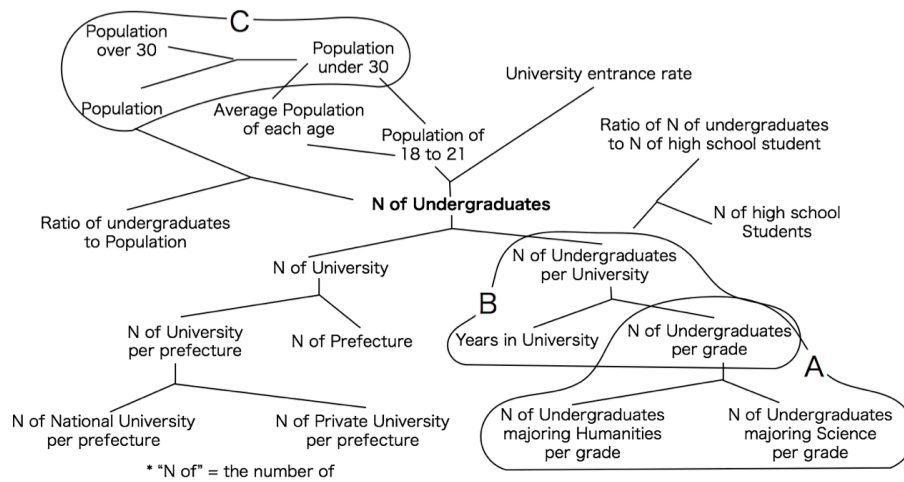 C
Population
over 30
Population
under 30
University entrance rate
Population
Average Population
of each age
Population of
18 to 21
Ratio of N of undergraduates
to N of high school student
N of Undergraduates
N of high school
Students
Ratio of undergraduates
to Population
N of University
N of Undergraduates
per University
B
N of University
per prefecture
N of Prefecture
Years in University
N of Undergraduates
per grade
A
N of National University
per prefecture
N of Private University
per prefecture
N of Undergraduates
majoring Humanities
per grade
N of Undergraduates
majoring Science
per grade
* “N of” = the number of